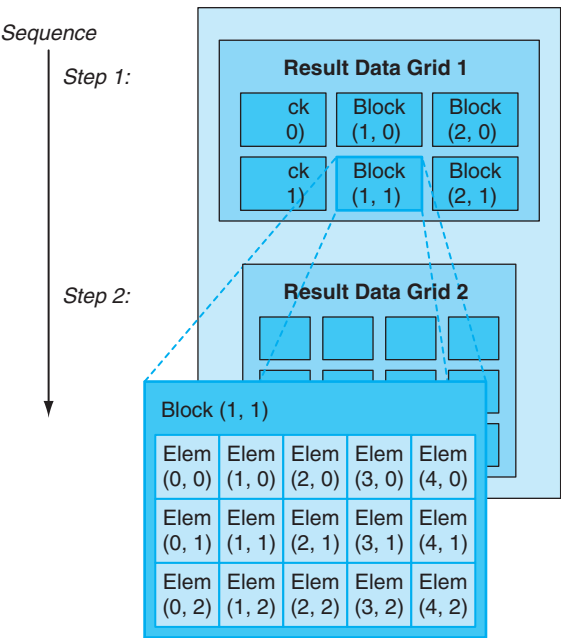 Sequence
Step 1:
Result Data Grid 1
ck Block Block
0) (1, 0) (2, 0)
ck Block Block
1) (1, 1) (2, 1)
Step 2:
Result Data Grid 2
Block (1, 1)
Elem Elem Elem Elem Elem
(0, 0) (1, 0) (2, 0) (3, 0) (4, 0)
Elem Elem Elem Elem Elem
(0, 1) (1, 1) (2, 1) (3, 1) (4, 1)
Elem Elem Elem Elem Elem
(0, 2) (1, 2) (2, 2) (3, 2) (4, 2)